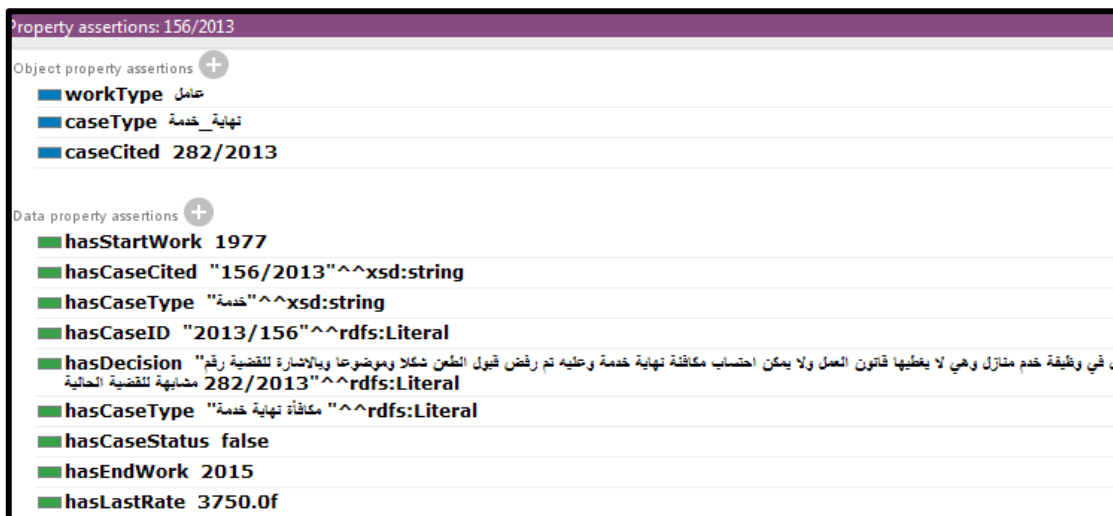 Property assertions: 156/2013
Object property assertions
workType عامل
caseType نهاية_خدمة
caseCited 282/2013
Data property assertions
hasStartWork 1977
hasCaseCited "156/2013"^^xsd:string
hasCaseType "خدمة"^^xsd:string
hasCaseID "2013/156"^^rdfs:Literal
hasDecision "في وظيفة خدم منازل وهي لا يغطيها قانون العمل ولا يمكن احتساب مكافئة نهاية خدمة وعليه تم رفض قبول الطعن شكلا وموضوعا وبالاشارة للقضية رقم
282/2013 مشابهة للقضية الحالية"^^rdfs:Literal
hasCaseType "مكافأة نهاية خدمة "^^rdfs:Literal
hasCaseStatus false
hasEndWork 2015
hasLastRate 3750.0f